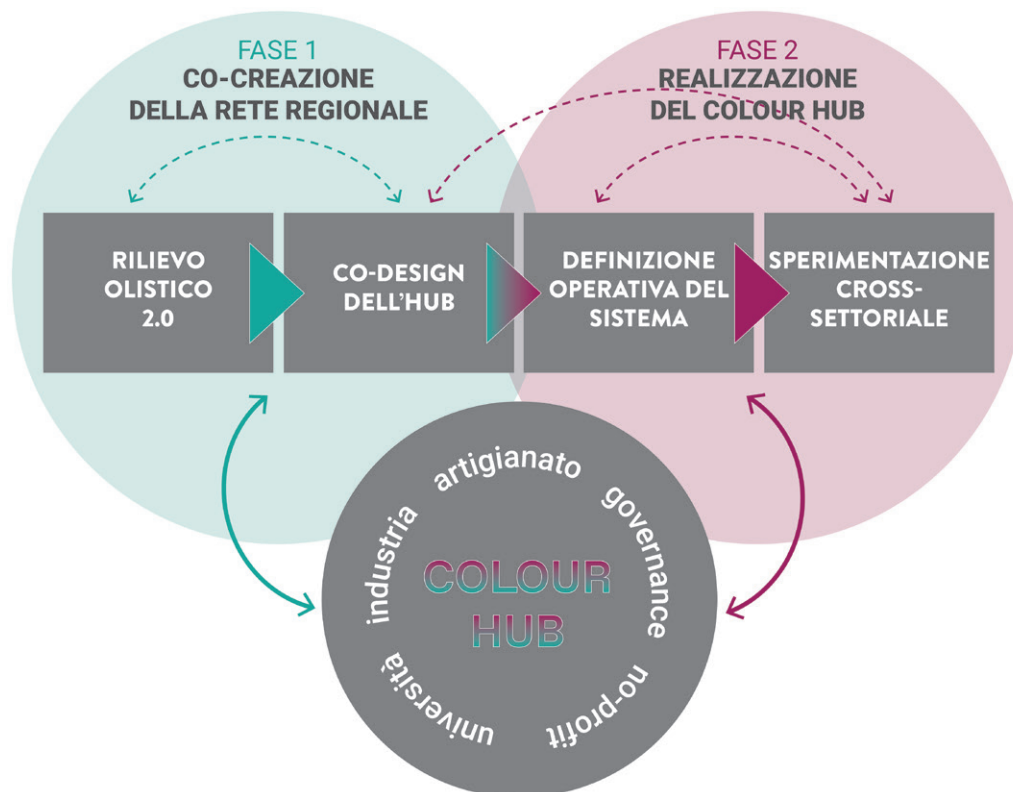 FASE 1
CO-CREAZIONE
DELLA RETE REGIONALE
FASE 2
REALIZZAZIONE
DEL COLOUR HUB
RILIEVO
OLISTICO
2.0
CO-DESIGN
DELL'HUB
DEFINIZIONE
OPERATIVA DEL
SISTEMA
SPERIMENTAZIONE
CROSS-
SETTORIALE
università
industria
artigianato
governance
no-profit
COLOUR
HUB